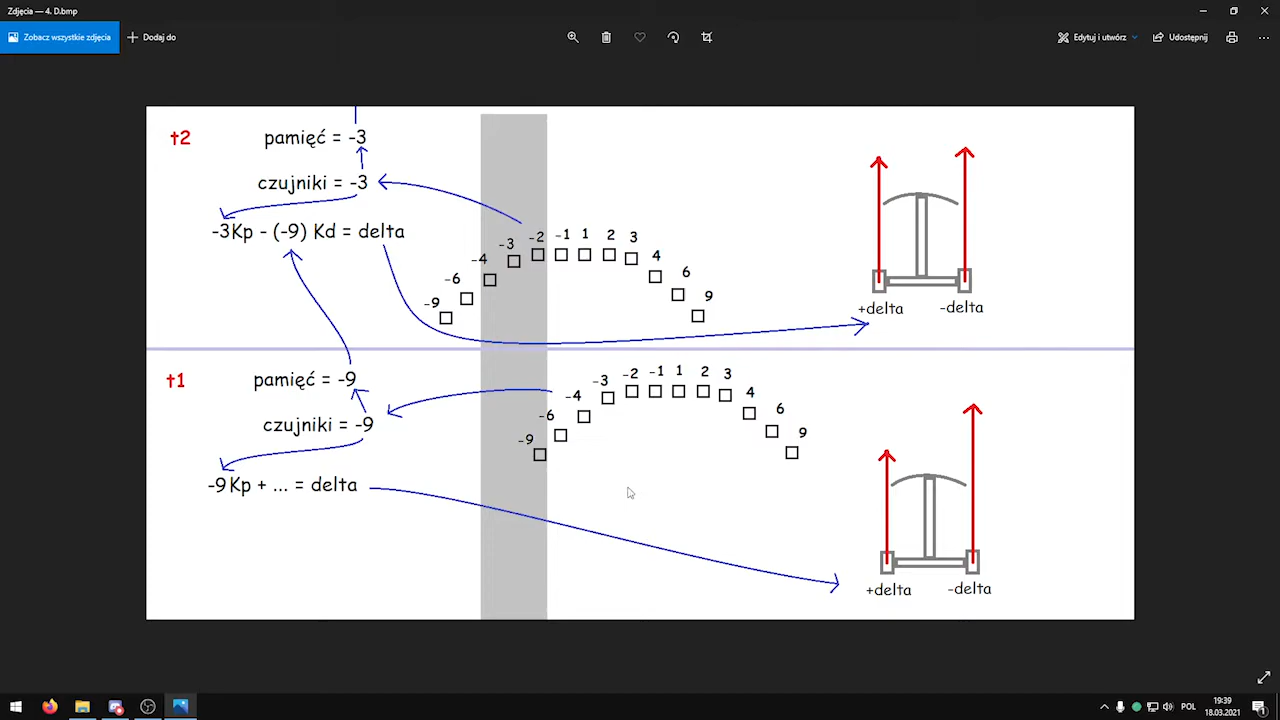 Zdjęcia — 4. D.bmp
Zobacz wszystkie zdjęcia
Dodaj do
Edytuj i utwórz
Udostępnij
t2
pamięć = -3
czujniki = -3
-3Kp - (-9) Kd = delta
-9
-6
-4
-3
-2
-1
1
2
3
4
6
9
+delta
-delta
t1
pamięć = -9
czujniki = -9
-9Kp + ... = delta
-9
-6
-4
-3
-2
-1
1
2
3
4
6
9
+delta
-delta
POL
19:39
18.03.2021
1